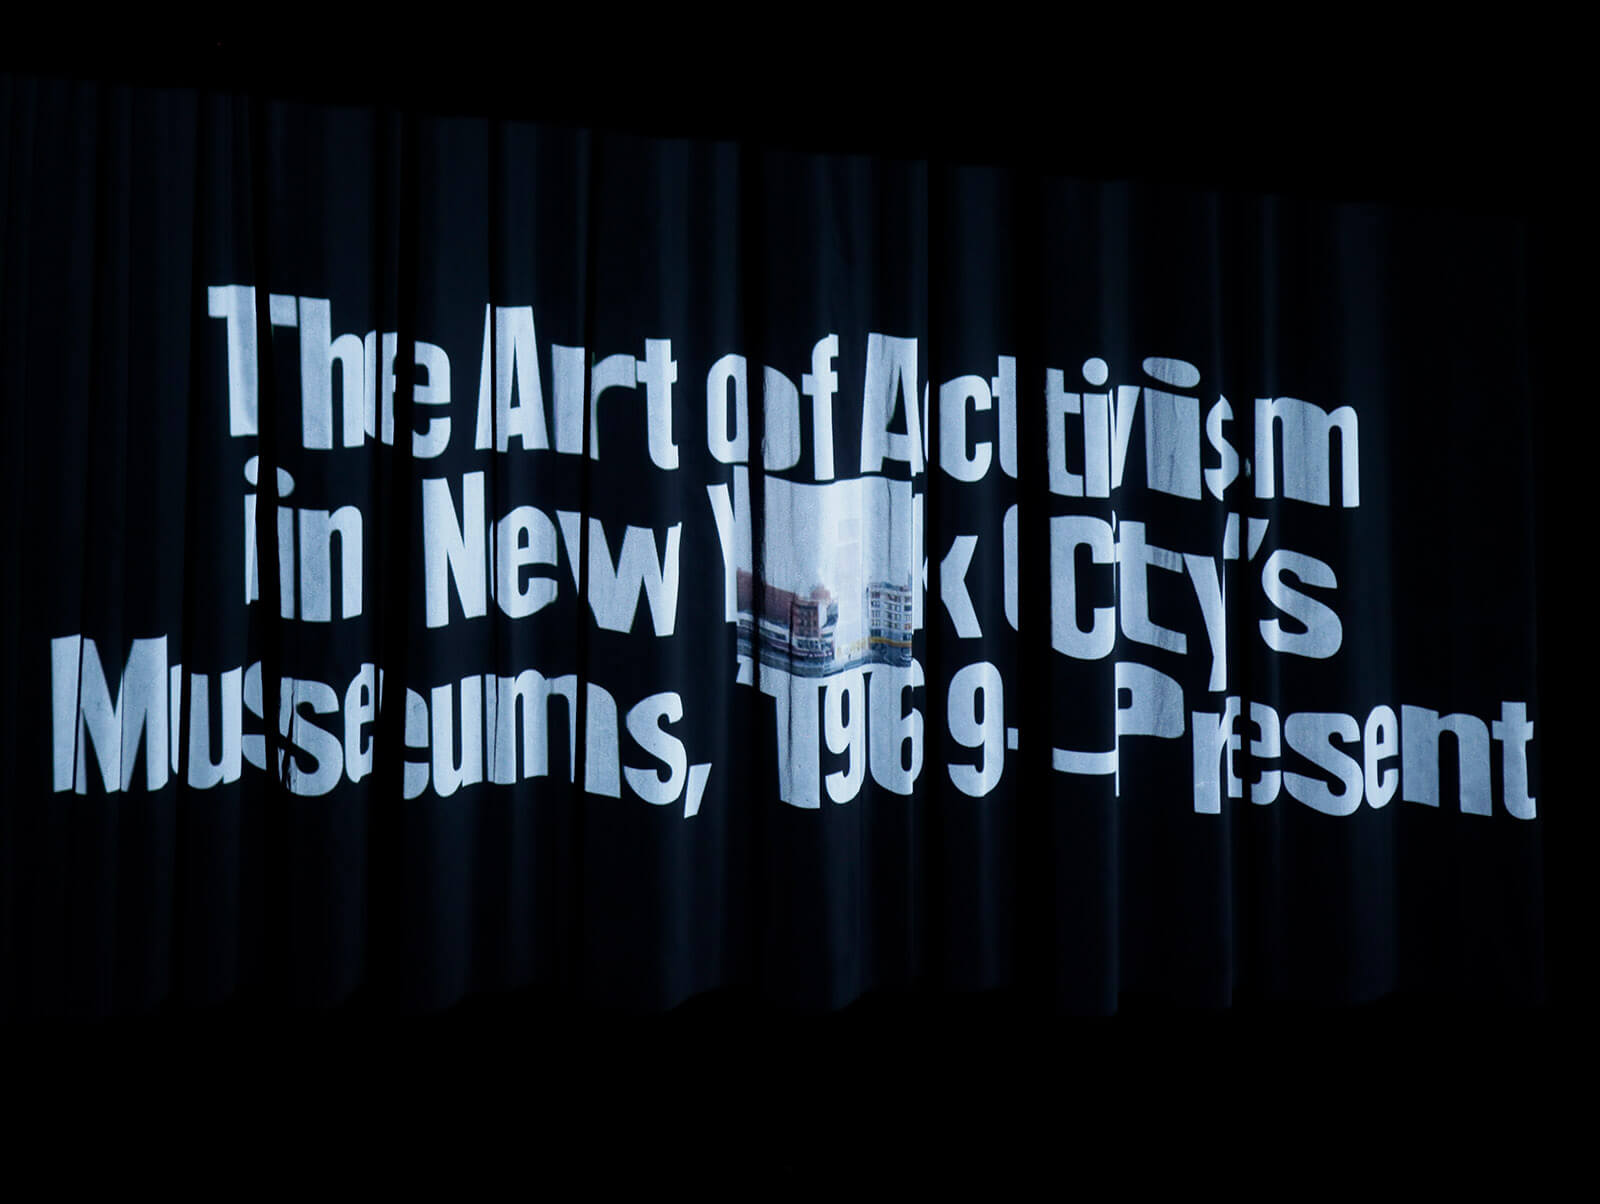 The Art of Activism
in New York City's
Museums, 1969–Present